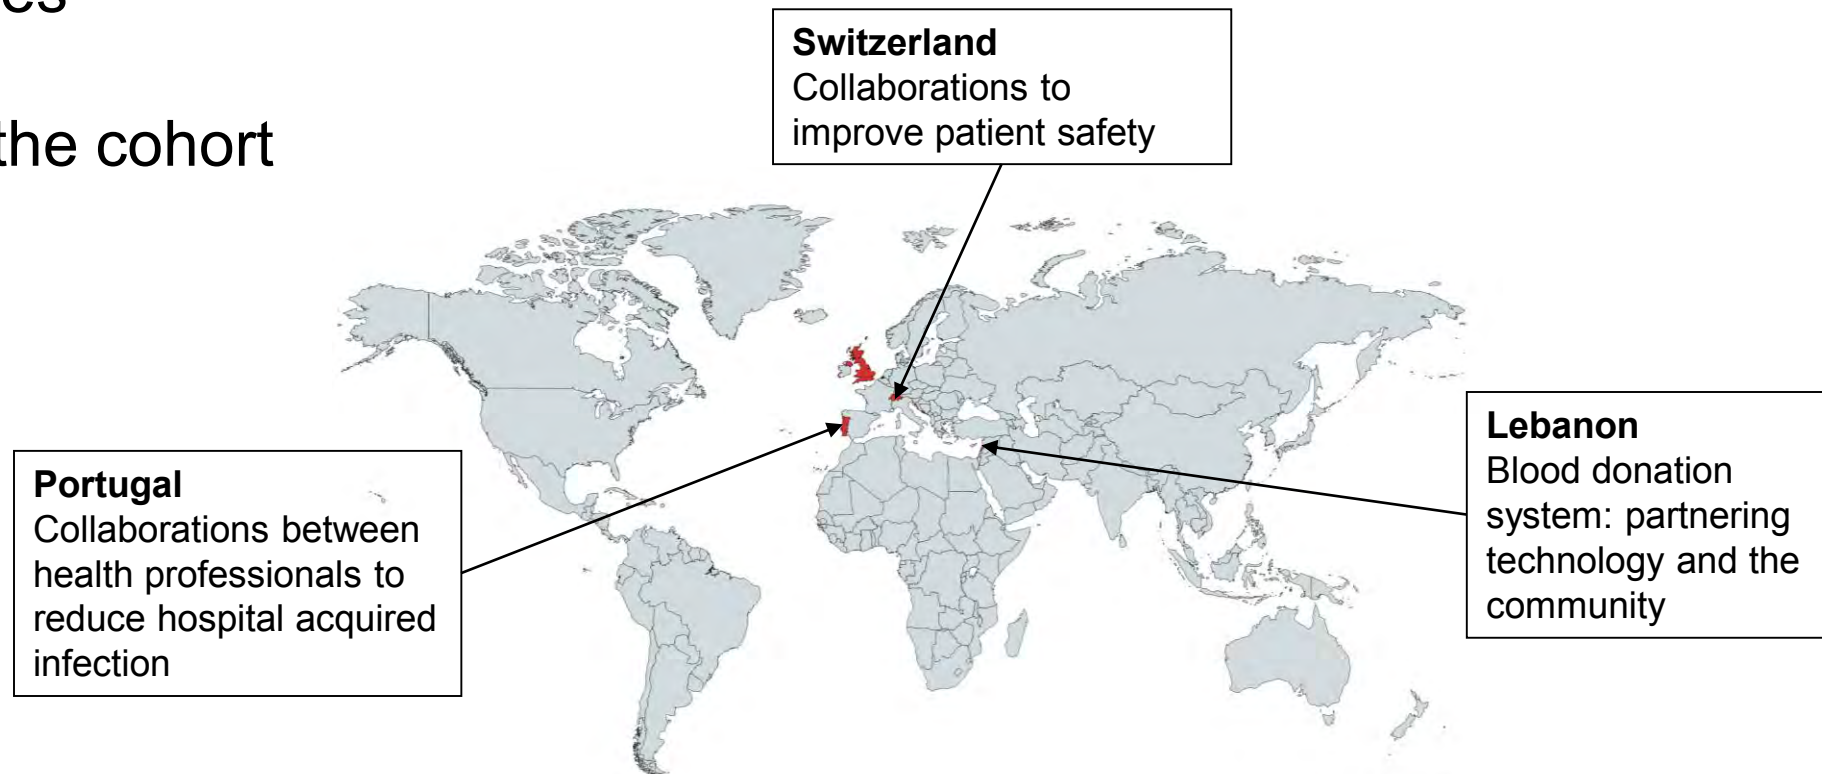 es
the cohort
Switzerland
Collaborations to
improve patient safety
Portugal
Collaborations between
health professionals to
reduce hospital acquired
infection
Lebanon
Blood donation
system: partnering
technology and the
community